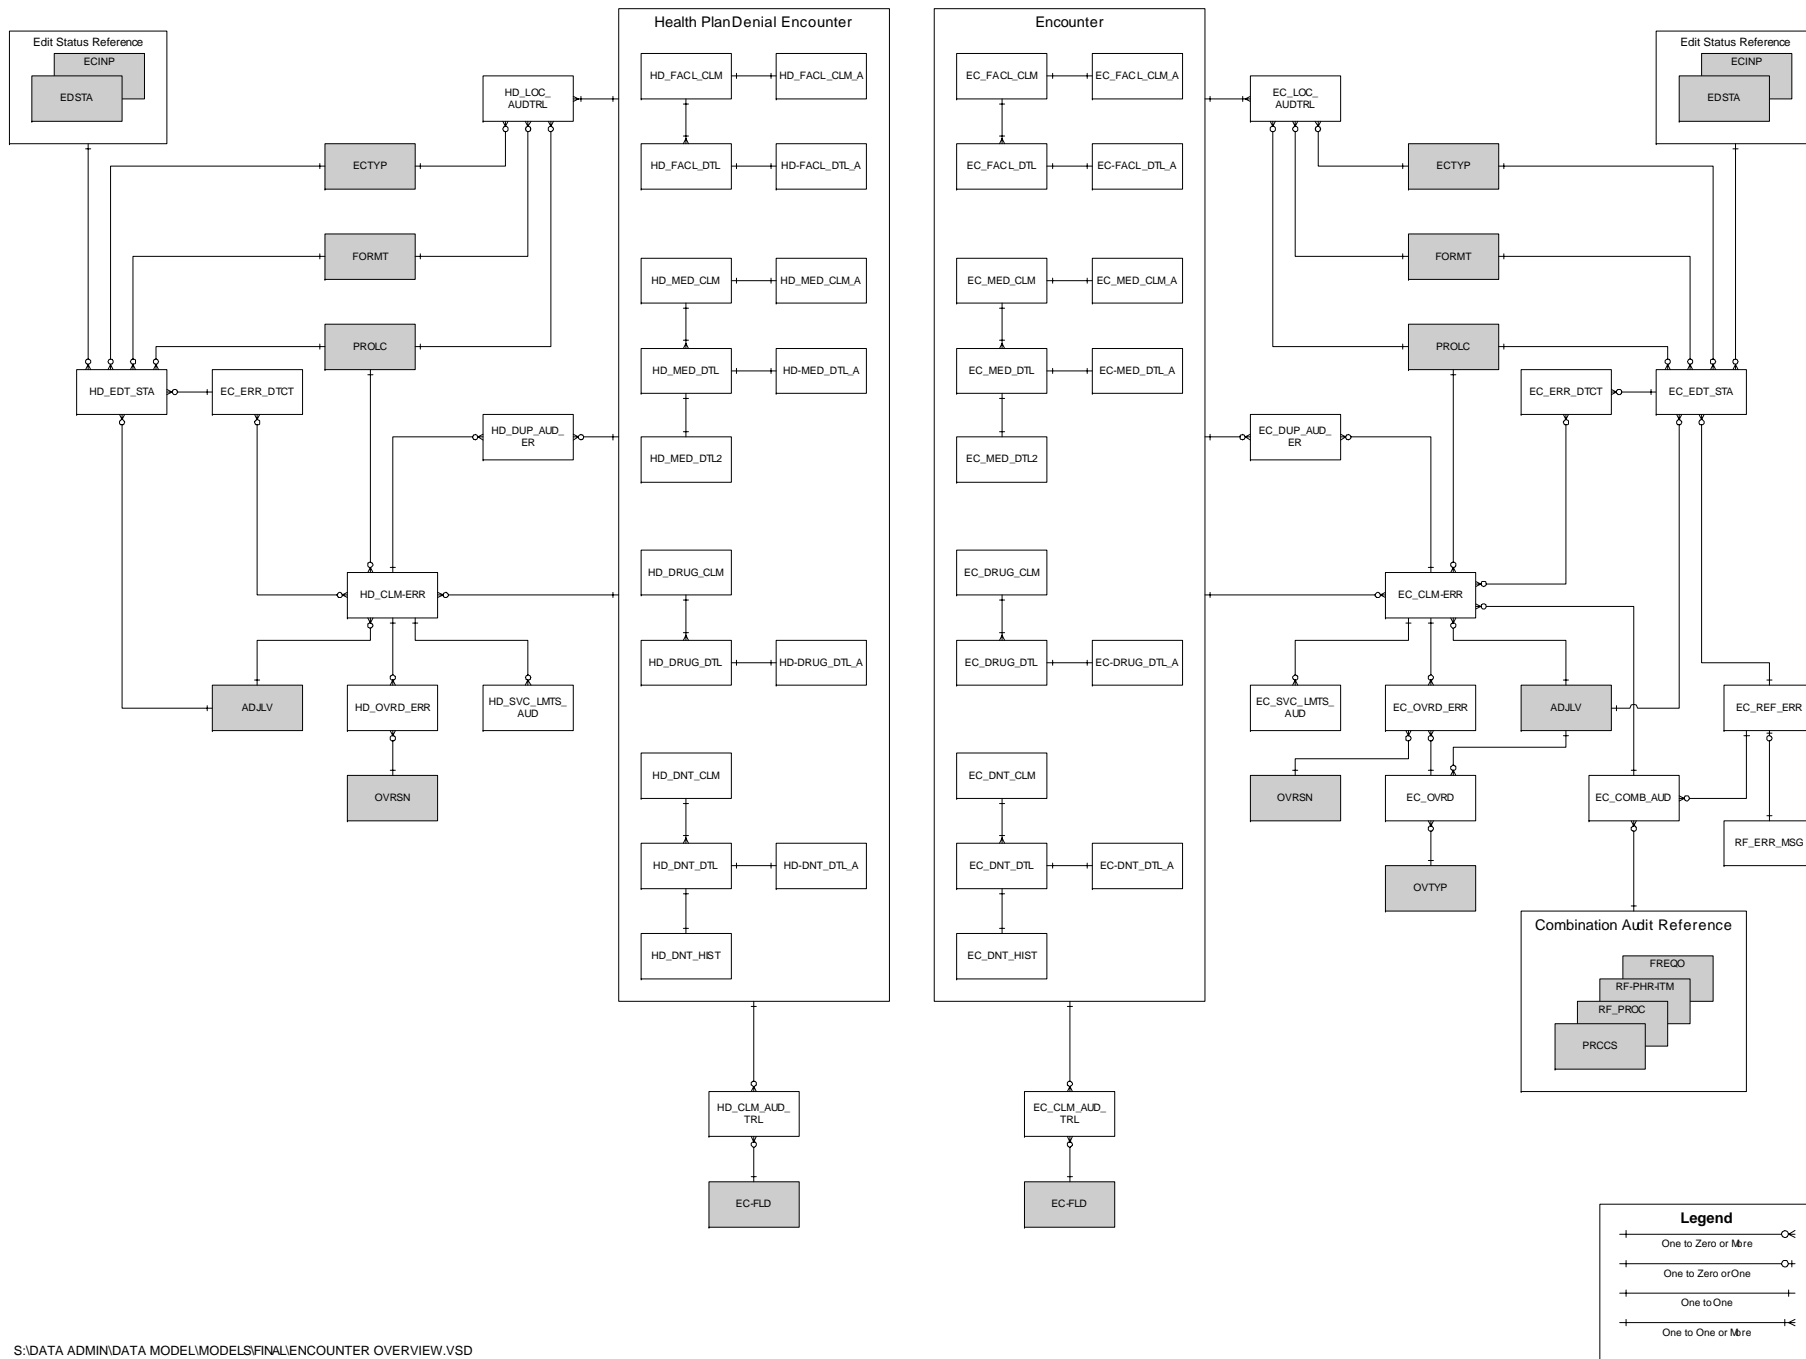 Health Plan Denial Encounter
Encounter
Edit Status Reference
ECINP
EDSTA
HD_LOC_
AUDTRL
ECTYP
FORMT
PROLC
HD_EDT_STA
EC_ERR_DTCT
HD_DUP_AUD_
ER
HD_CLM-ERR
ADJLV
HD_OVRD_ERR
HD_SVC_LMTS_
AUD
OVRSN
HD_FACL_CLM
HD_FACL_CLM_A
HD_FACL_DTL
HD-FACL_DTL_A
HD_MED_CLM
HD_MED_CLM_A
HD_MED_DTL
HD-MED_DTL_A
HD_MED_DTL2
HD_DRUG_CLM
HD_DRUG_DTL
HD-DRUG_DTL_A
HD_DNT_CLM
HD_DNT_DTL
HD-DNT_DTL_A
HD_DNT_HIST
HD_CLM_AUD_
TRL
EC-FLD
EC_FACL_CLM
EC_FACL_CLM_A
EC_FACL_DTL
EC-FACL_DTL_A
EC_MED_CLM
EC_MED_CLM_A
EC_MED_DTL
EC-MED_DTL_A
EC_MED_DTL2
EC_DRUG_CLM
EC_DRUG_DTL
EC-DRUG_DTL_A
EC_DNT_CLM
EC_DNT_DTL
EC-DNT_DTL_A
EC_DNT_HIST
EC_CLM_AUD_
TRL
EC-FLD
Edit Status Reference
ECINP
EDSTA
EC_LOC_
AUDTRL
ECTYP
FORMT
PROLC
EC_ERR_DTCT
EC_EDT_STA
EC_DUP_AUD_
ER
EC_CLM-ERR
EC_SVC_LMTS_
AUD
EC_OVRD_ERR
ADJLV
EC_REF_ERR
OVRSN
EC_OVRD
EC_COMB_AUD
RF_ERR_MSG
OVTYP
Combination Audit Reference
FREQO
RF-PHR-ITM
RF_PROC
PRCCS
Legend
One to Zero or More
One to Zero or One
One to One
One to One or More
S:\DATA ADMIN\DATA MODEL\MODELS\FINAL\ENCOUNTER OVERVIEW.VSD